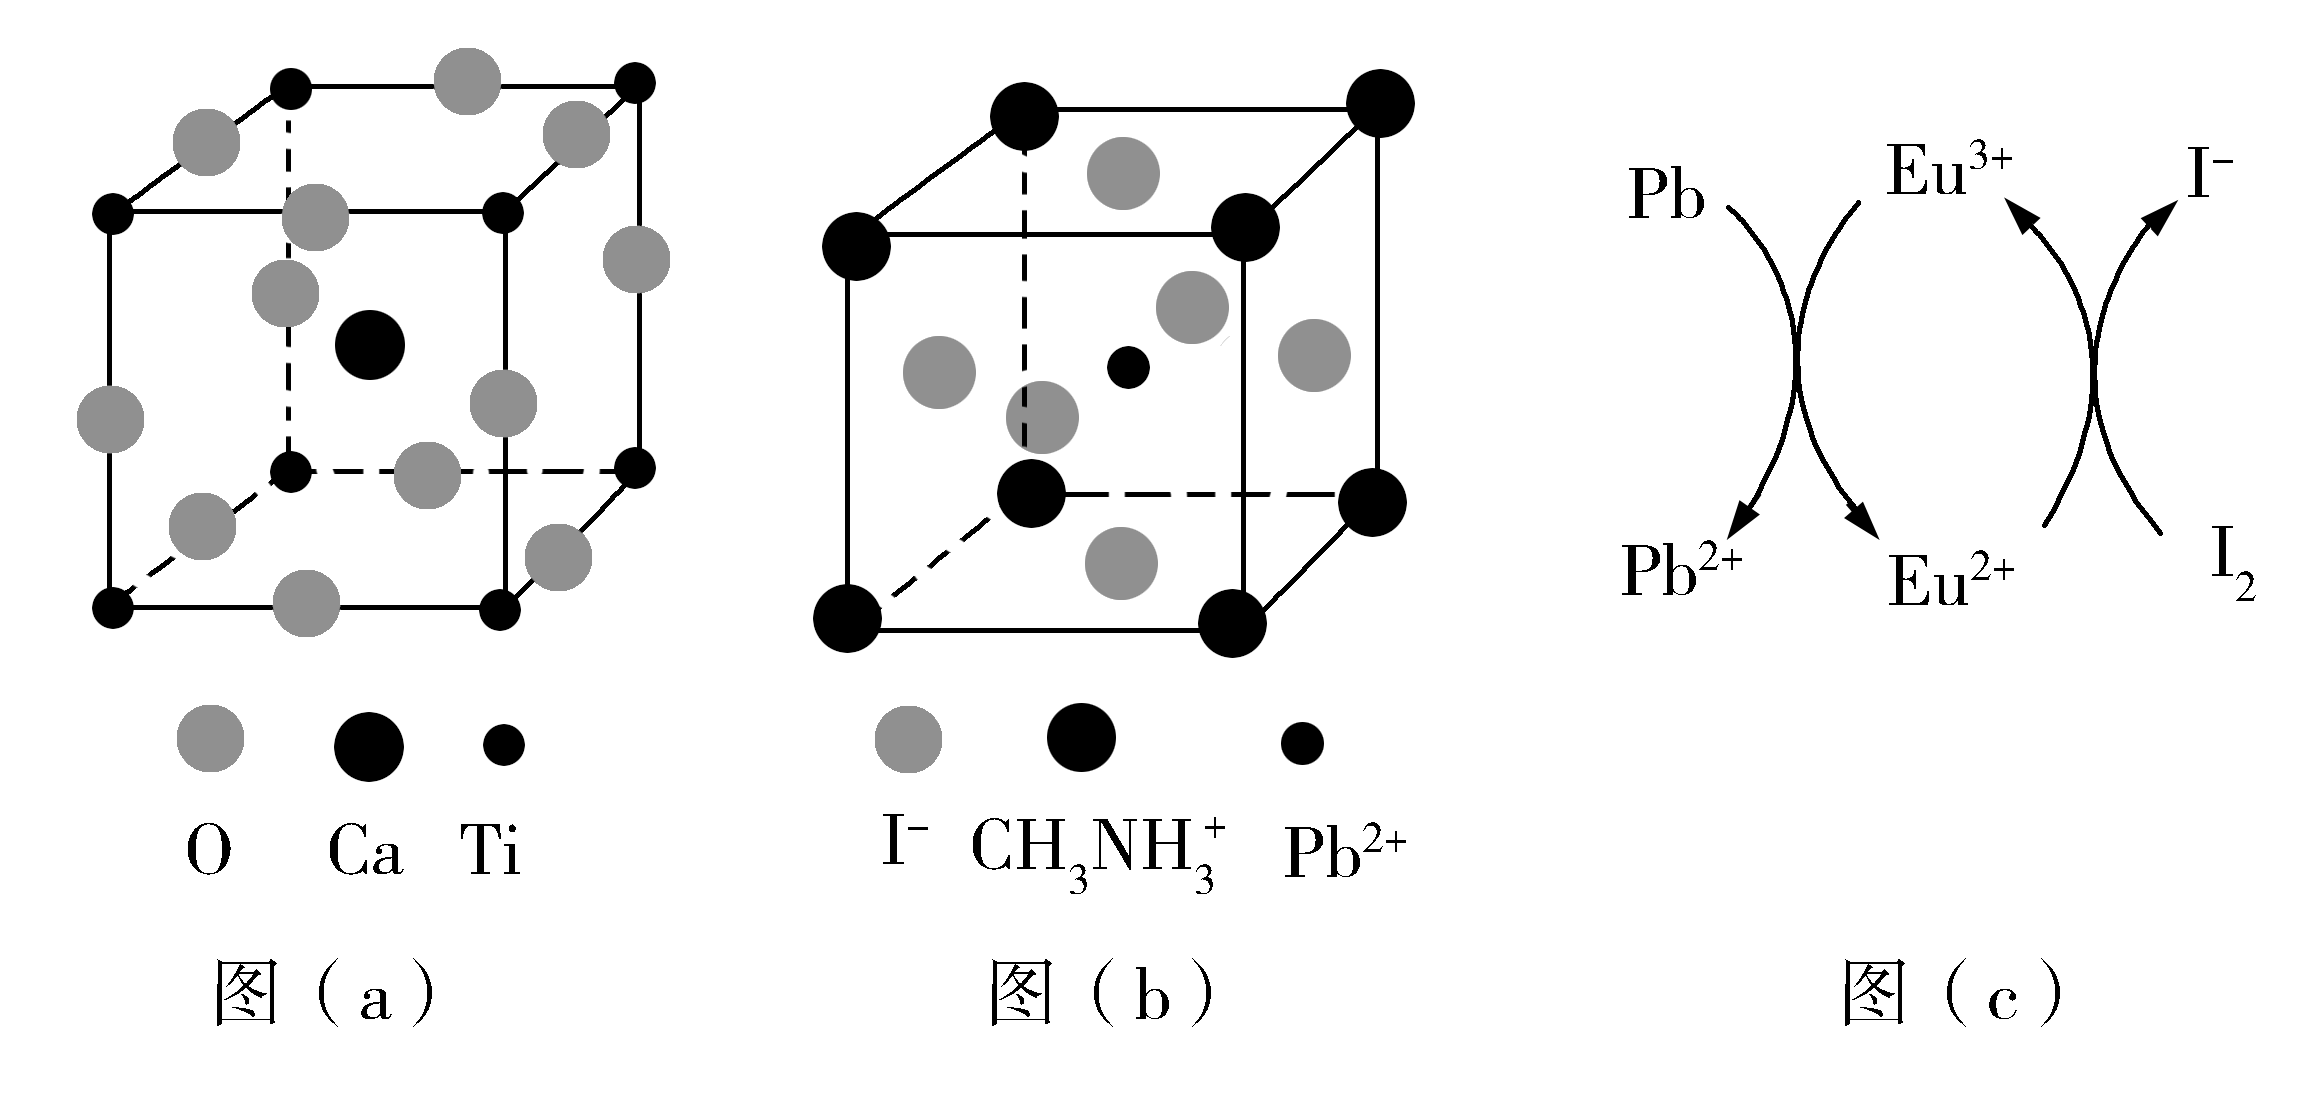 Pb Eu³⁺ I⁻
Pb²⁺ Eu²⁺ I₂
O Ca Ti
I⁻ CH₃NH₃⁺ Pb²⁺
图（a） 图（b） 图（c）